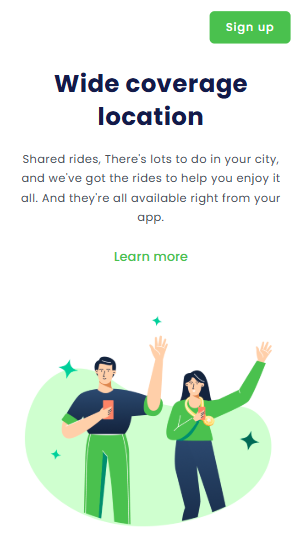 Sign up
Wide coverage
location
Shared rides, There's lots to do in your city,
and we've got the rides to help you enjoy it
all. And they're all available right from your
app.
Learn more